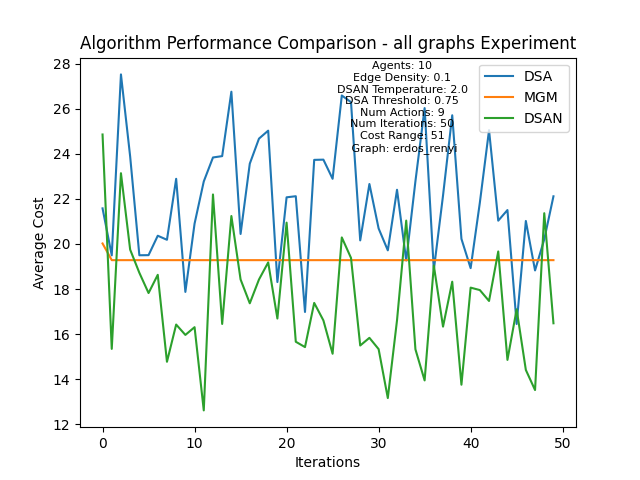 Algorithm Performance Comparison - all graphs Experiment
Agents: 10
Edge Density: 0.1
DSAN Temperature: 2.0
DSA Threshold: 0.75
Num Actions: 9
Num Iterations: 50
Cost Range: 51
Graph: erdos_renyi
DSA
MGM
DSAN
28
26
24
22
20
18
16
14
12
Average Cost
0
10
20
30
40
50
Iterations